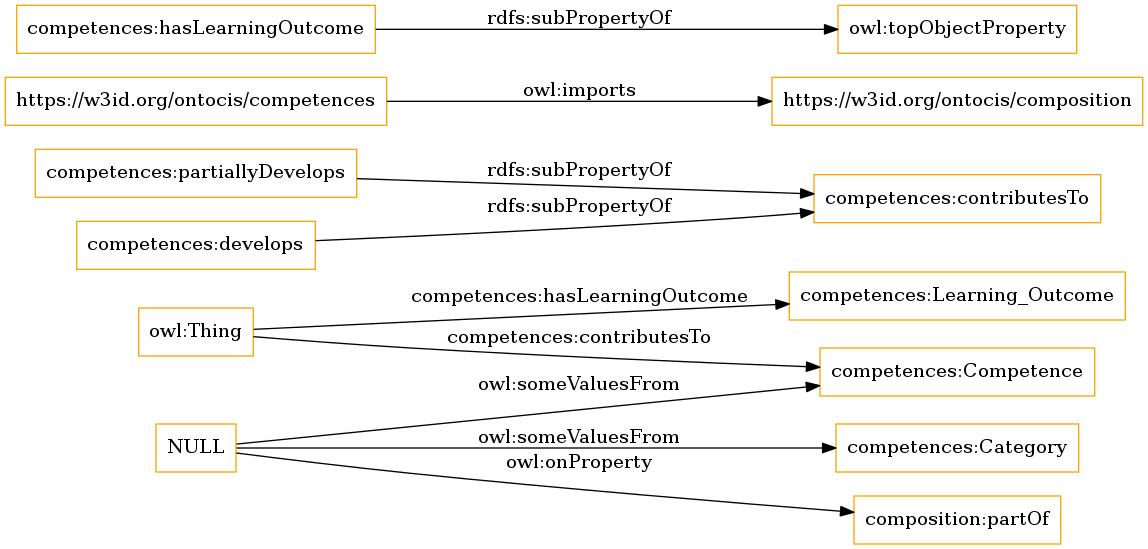 competences:hasLearningOutcome
rdfs:subPropertyOf
owl:topObjectProperty
https://w3id.org/ontocis/competences
owl:imports
https://w3id.org/ontocis/composition
competences:partiallyDevelops
rdfs:subPropertyOf
competences:contributesTo
competences:develops
rdfs:subPropertyOf
owl:Thing
competences:hasLearningOutcome
competences:Learning_Outcome
competences:contributesTo
competences:Competence
NULL
owl:someValuesFrom
owl:someValuesFrom
competences:Category
owl:onProperty
composition:partOf